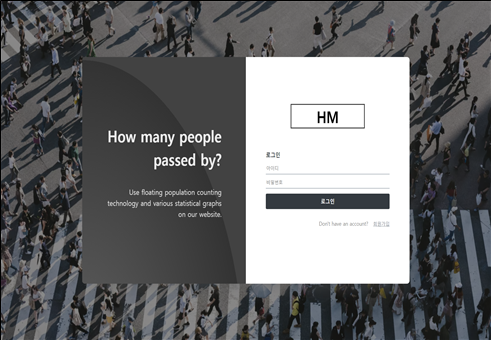 How many people
passed by?
Use floating population counting
technology and various statistical graphs
on our website.
HM
로그인
아이디
비밀번호
로그인
Don't have an account? 회원가입